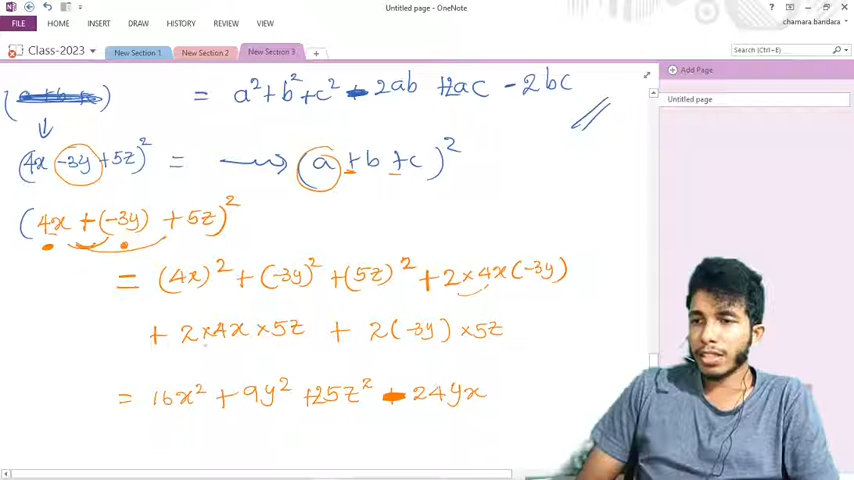 Untitled page - OneNote
FILE HOME INSERT DRAW HISTORY REVIEW VIEW
chamara bandara
Class-2023 New Section 1 New Section 2 New Section 3 +
Search (Ctrl+E)
Add Page
Untitled page
= a² + b² + c² - 2ab + 2ac - 2bc
(4x - 3y + 5z)² = → (a + b + c)²
(4x + (-3y) + 5z)²
= (4x)² + (-3y)² + (5z)² + 2 × 4x(-3y)
+ 2 × 4x × 5z + 2(-3y) × 5z
= 16x² + 9y² + 25z² - 24yx